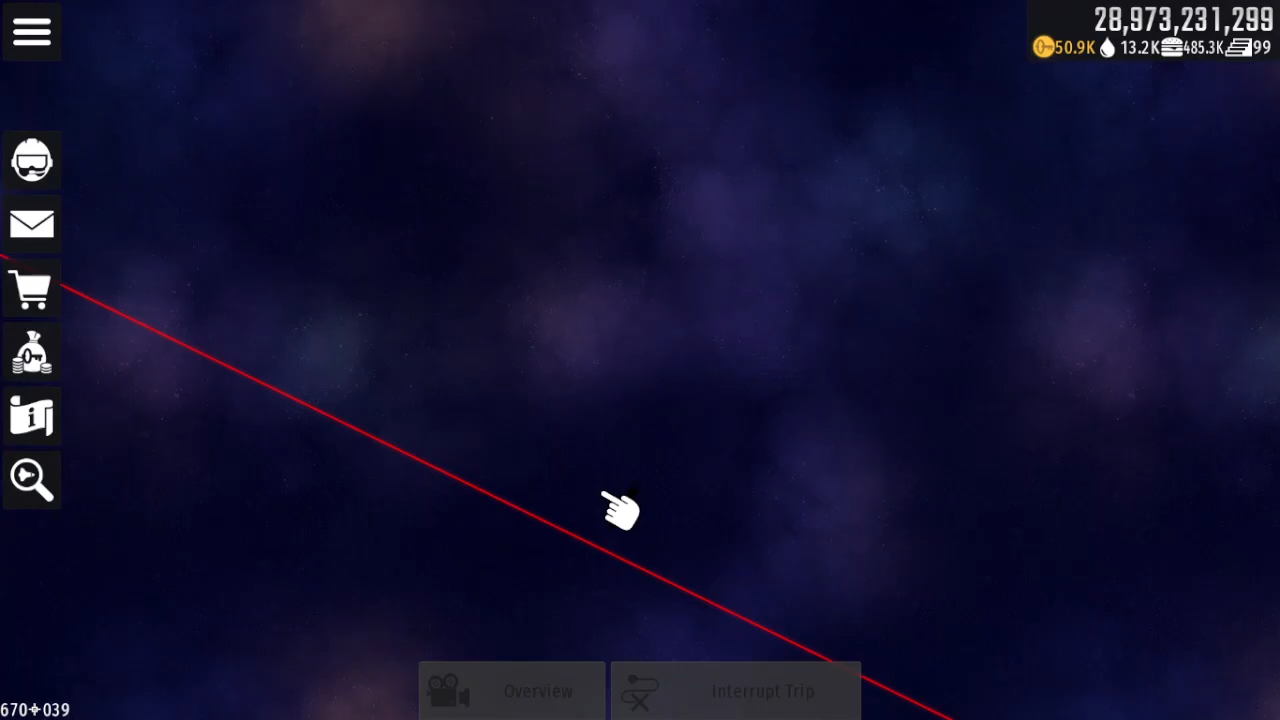 28,973,231,299
50.9K 13.2K 485.3K 99
Overview
Interrupt Trip
670 039